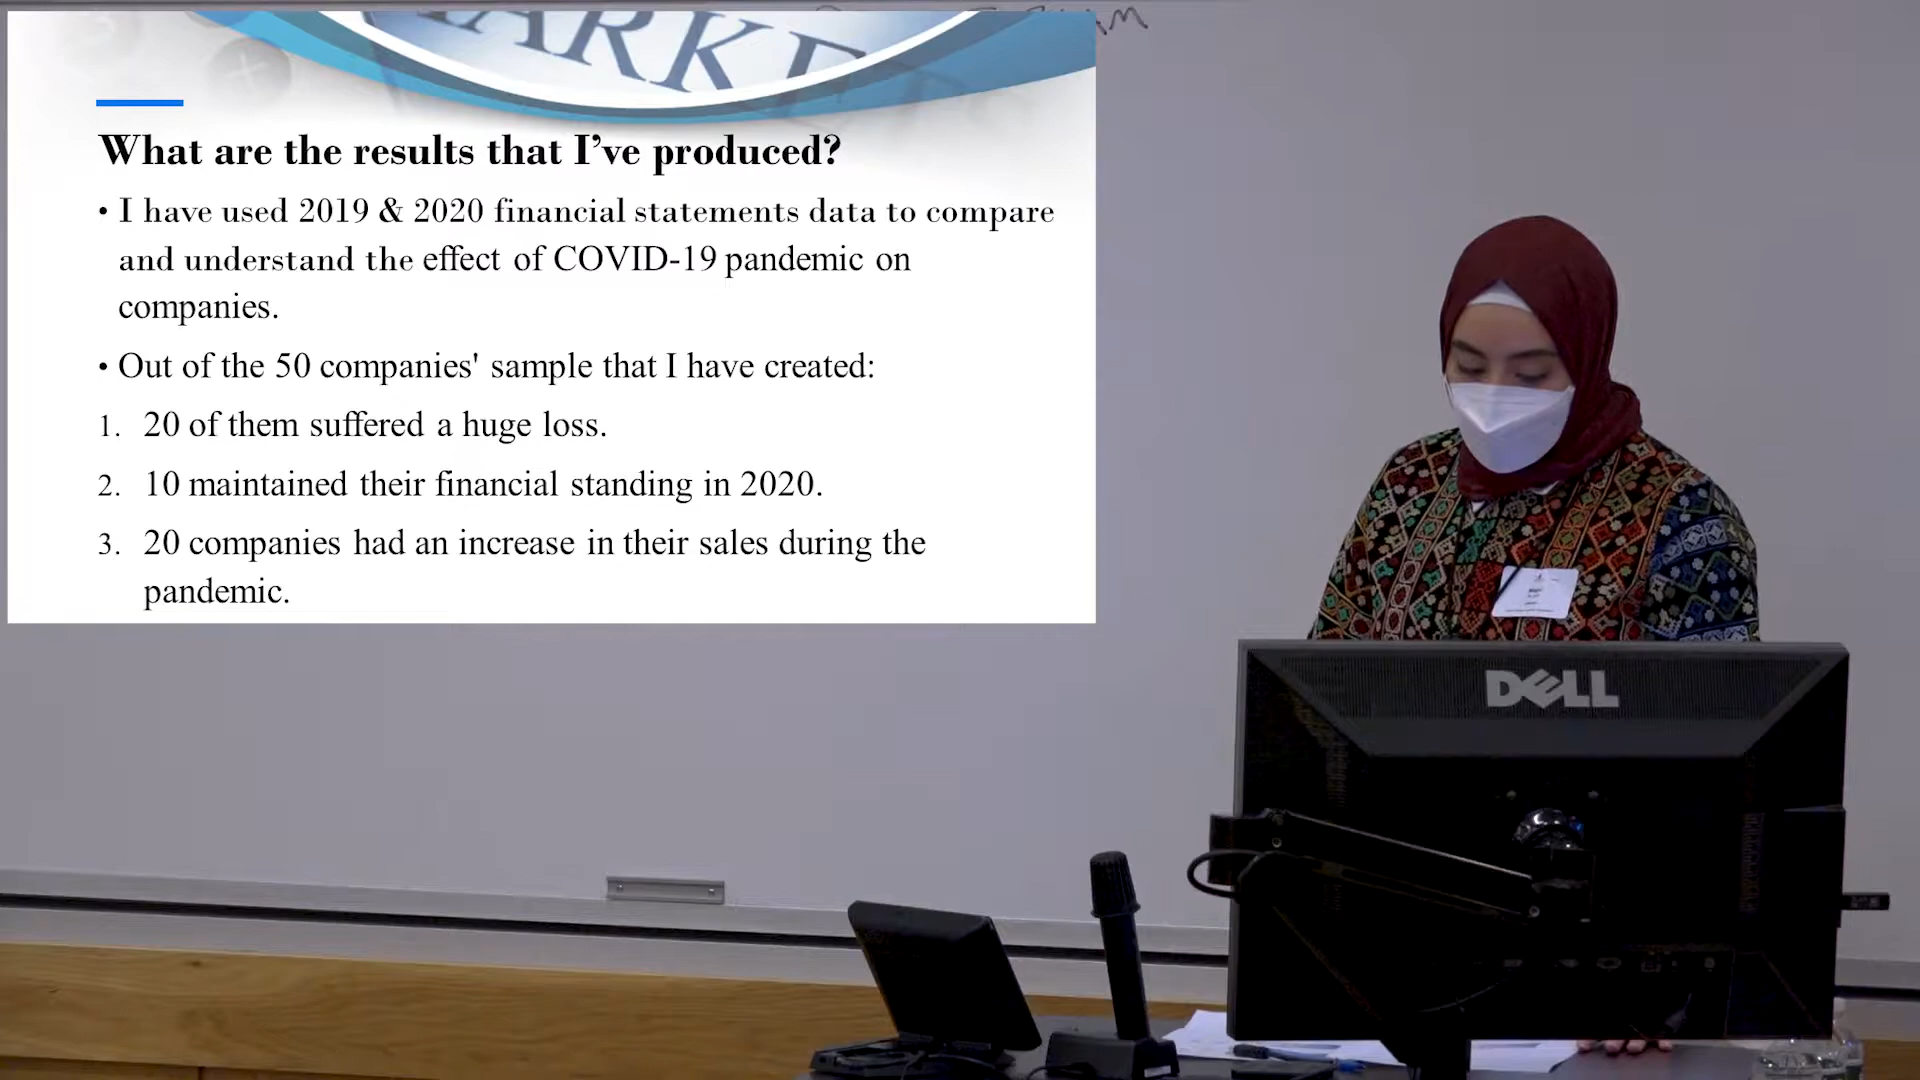 MARKET
What are the results that I’ve produced?
• I have used 2019 & 2020 financial statements data to compare
and understand the effect of COVID-19 pandemic on
companies.
• Out of the 50 companies' sample that I have created:
1. 20 of them suffered a huge loss.
2. 10 maintained their financial standing in 2020.
3. 20 companies had an increase in their sales during the
pandemic.
DELL